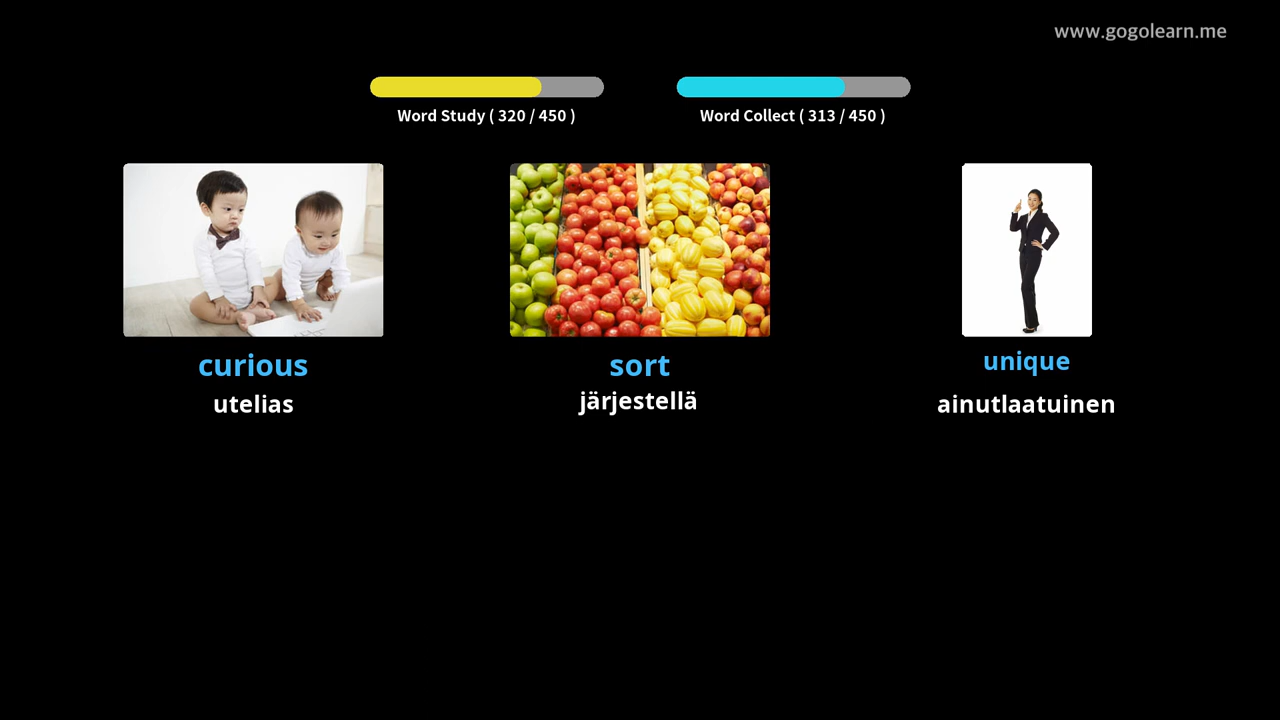 www.gogolearn.me
Word Study ( 320 / 450 )
Word Collect ( 313 / 450 )
curious
sort
unique
utelias
järjestellä
ainutlaatuinen